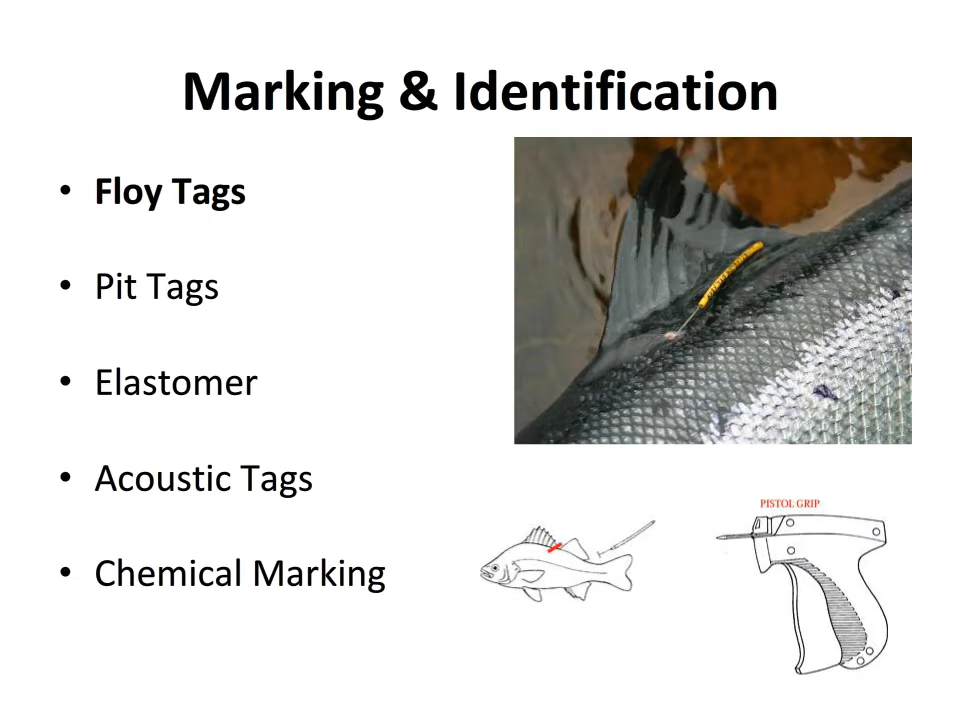 Marking & Identification
• Floy Tags
• Pit Tags
• Elastomer
• Acoustic Tags
• Chemical Marking
PISTOL GRIP